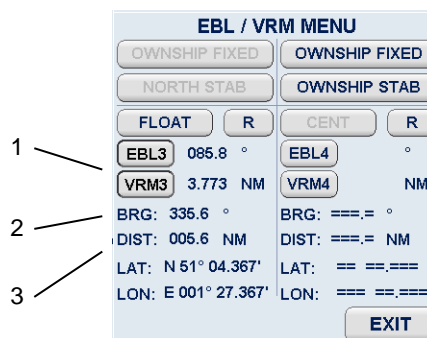 EBL / VRM MENU
OWNSHIP FIXED OWNSHIP FIXED
NORTH STAB OWNSHIP STAB
FLOAT R CENT R
1 EBL3 085.8 ° EBL4 °
VRM3 3.773 NM VRM4 NM
2 BRG: 335.6 ° BRG: ===.= °
DIST: 005.6 NM DIST: ===.= NM
3 LAT: N 51° 04.367' LAT: == ==.===
LON: E 001° 27.367' LON: === ==.===
EXIT